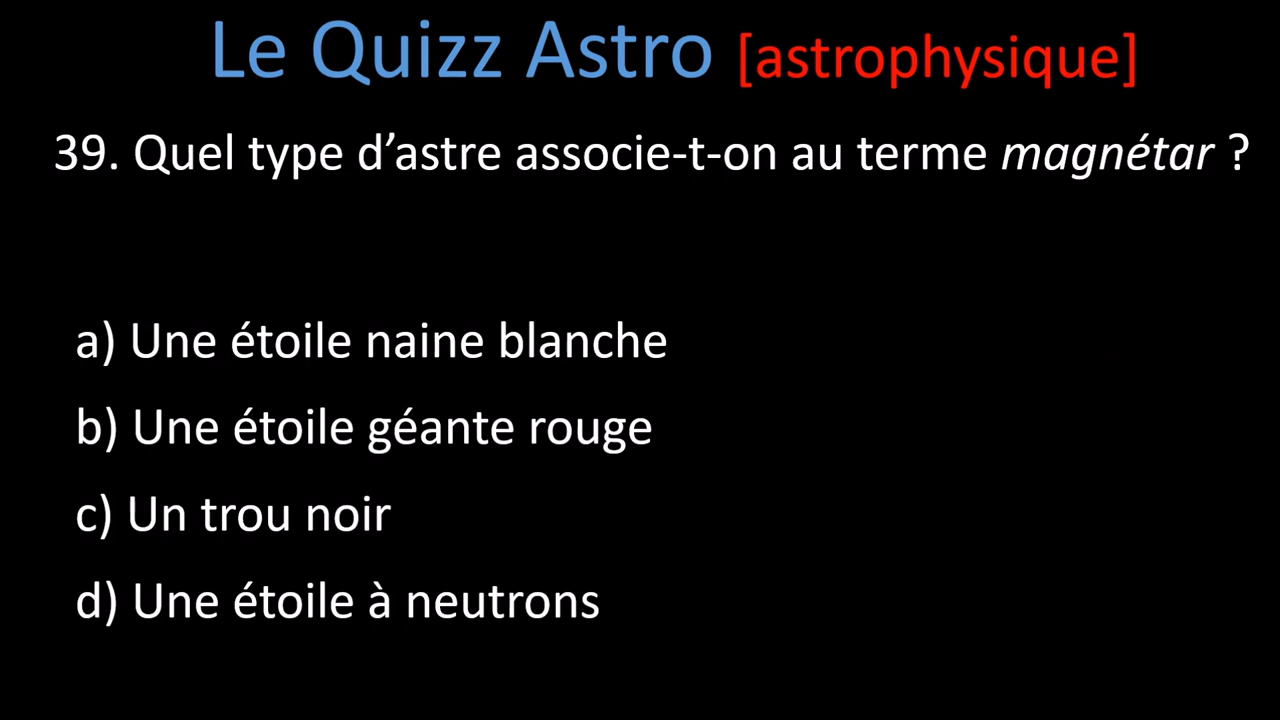 Le Quizz Astro [astrophysique]
39. Quel type d’astre associe-t-on au terme magnétar ?
a) Une étoile naine blanche
b) Une étoile géante rouge
c) Un trou noir
d) Une étoile à neutrons